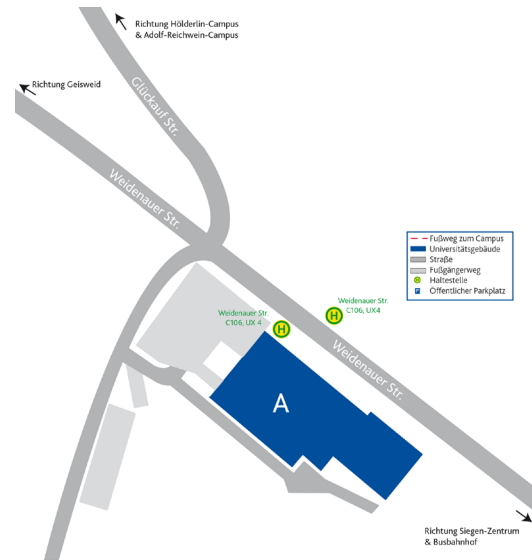 Richtung Hölderlin-Campus
& Adolf-Reichwein-Campus
Richtung Geisweid
Glückauf Str.
Weidenauer Str.
Fußweg zum Campus
Universitätsgebäude
Straße
Fußgängerweg
H Haltestelle
P Öffentlicher Parkplatz
Weidenauer Str.
C106, UX4
H
Weidenauer Str.
C106, UX 4
H
Weidenauer Str.
A
Richtung Siegen-Zentrum
& Busbahnhof